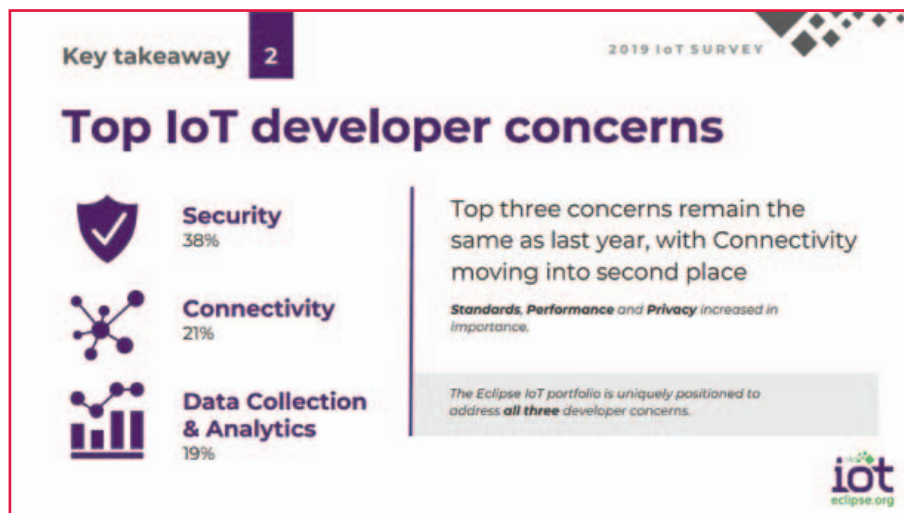 Key takeaway 2
2019 IoT SURVEY
Top IoT developer concerns
Security
38%
Connectivity
21%
Data Collection
& Analytics
19%
Top three concerns remain the
same as last year, with Connectivity
moving into second place
Standards, Performance and Privacy increased in
importance.
The Eclipse IoT portfolio is uniquely positioned to
address all three developer concerns.
iot
eclipse.org